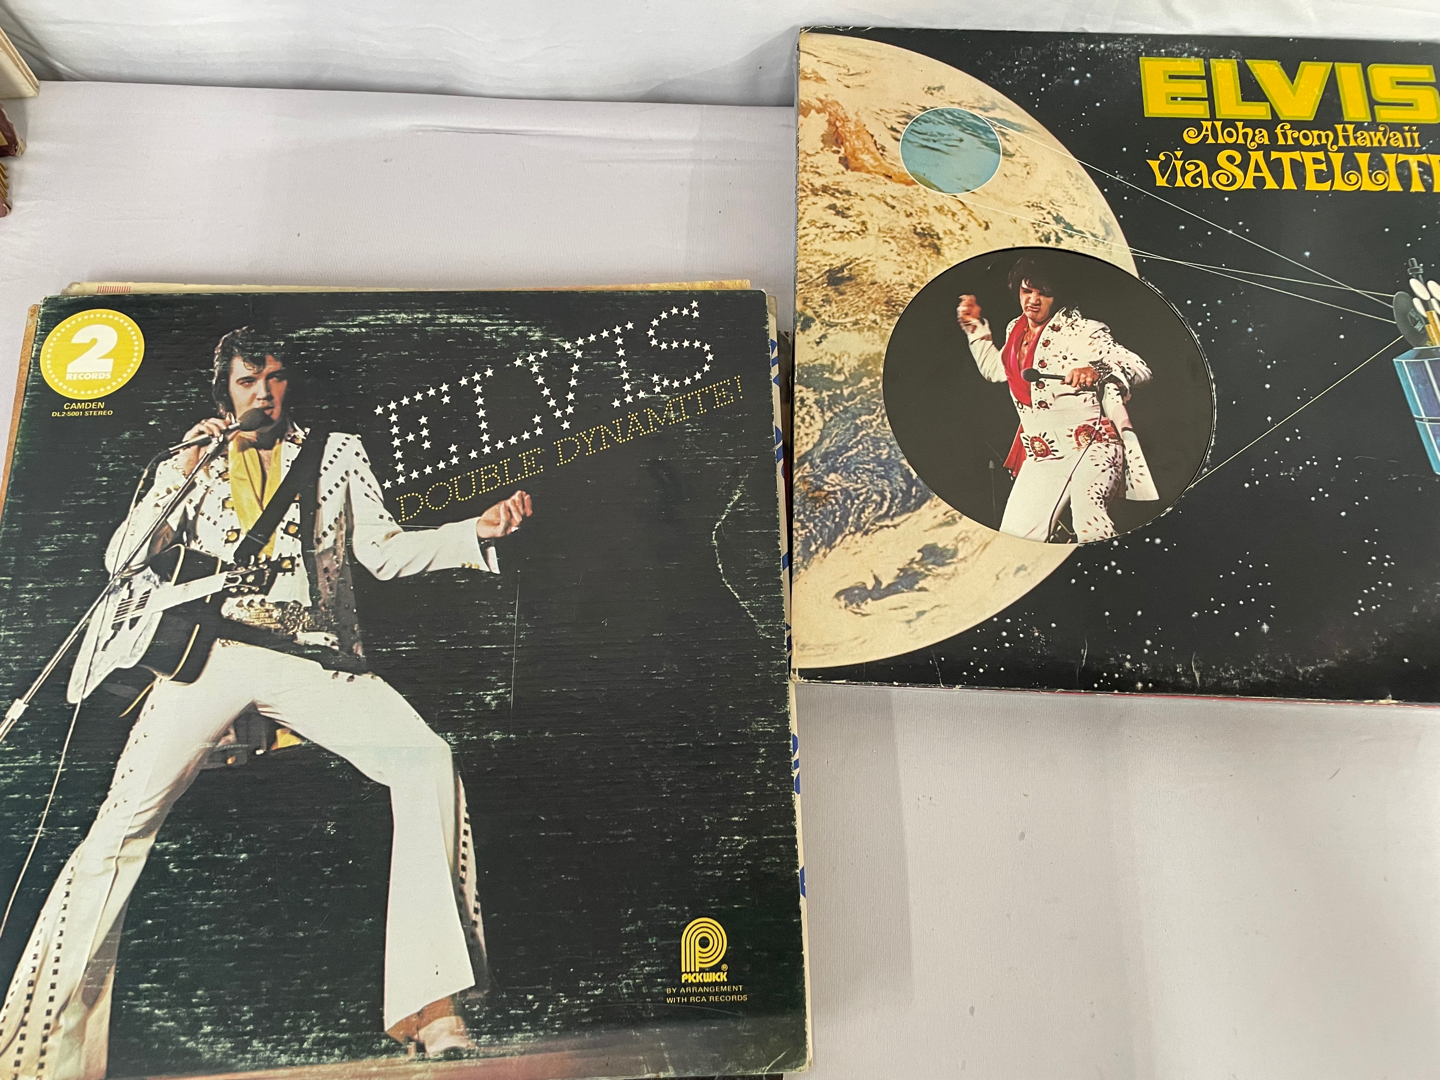 2
RECORDS
CAMDEN
DL2-5001 STEREO
ELVIS
DOUBLE DYNAMITE!
PICKWICK®
BY ARRANGEMENT
WITH RCA RECORDS
ELVIS
Aloha from Hawaii
via SATELLITE